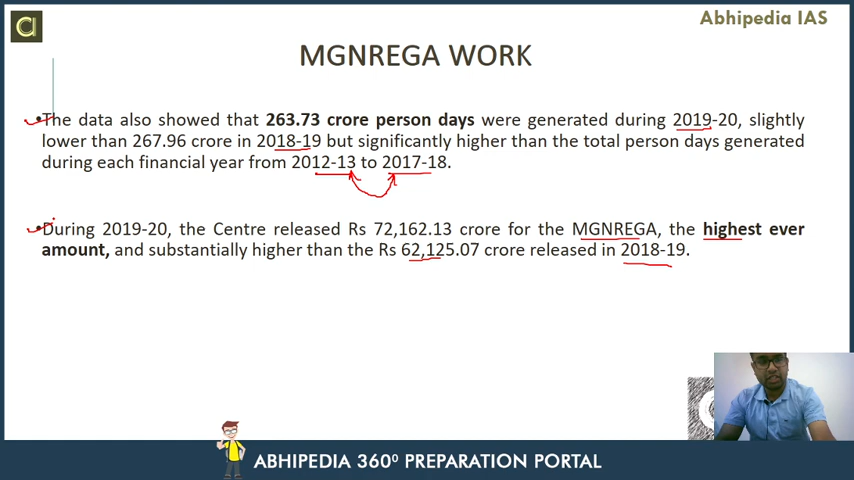 Abhipedia IAS
MGNREGA WORK
•The data also showed that 263.73 crore person days were generated during 2019-20, slightly
lower than 267.96 crore in 2018-19 but significantly higher than the total person days generated
during each financial year from 2012-13 to 2017-18.
•During 2019-20, the Centre released Rs 72,162.13 crore for the MGNREGA, the highest ever
amount, and substantially higher than the Rs 62,125.07 crore released in 2018-19.
ABHIPEDIA 360⁰ PREPARATION PORTAL